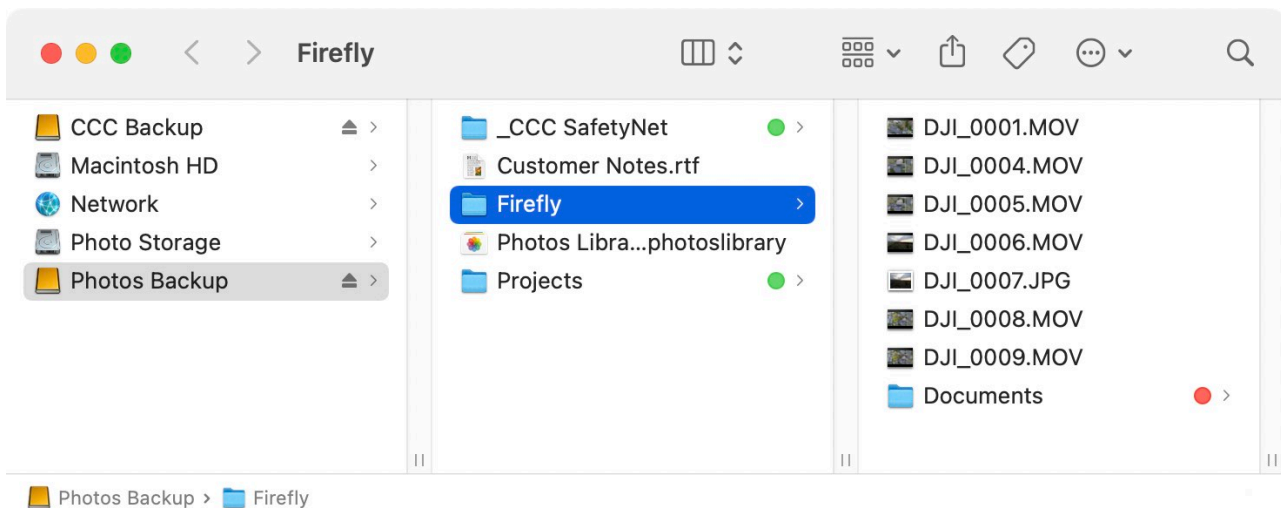 Firefly
CCC Backup
Macintosh HD
Network
Photo Storage
Photos Backup
_CCC SafetyNet
Customer Notes.rtf
Firefly
Photos Libra...photoslibrary
Projects
DJI_0001.MOV
DJI_0004.MOV
DJI_0005.MOV
DJI_0006.MOV
DJI_0007.JPG
DJI_0008.MOV
DJI_0009.MOV
Documents
Photos Backup › Firefly